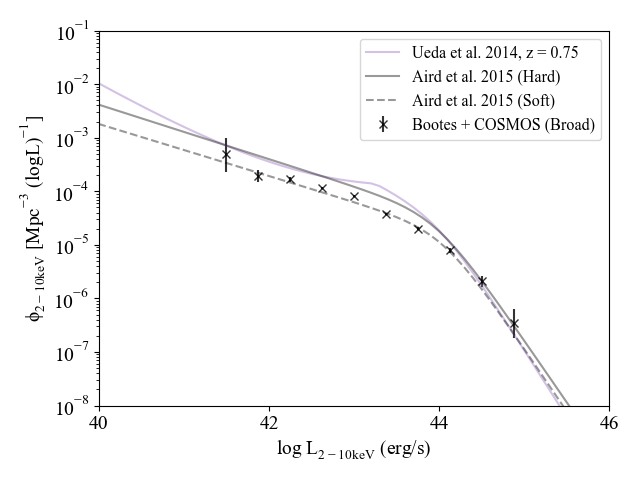 10⁻¹
10⁻²
10⁻³
10⁻⁴
10⁻⁵
10⁻⁶
10⁻⁷
10⁻⁸
ϕ₂₋₁₀ₖₑᵥ [Mpc⁻³ (logL)⁻¹]
Ueda et al. 2014, z = 0.75
Aird et al. 2015 (Hard)
Aird et al. 2015 (Soft)
Bootes + COSMOS (Broad)
40 42 44 46
log L₂₋₁₀ₖₑᵥ (erg/s)